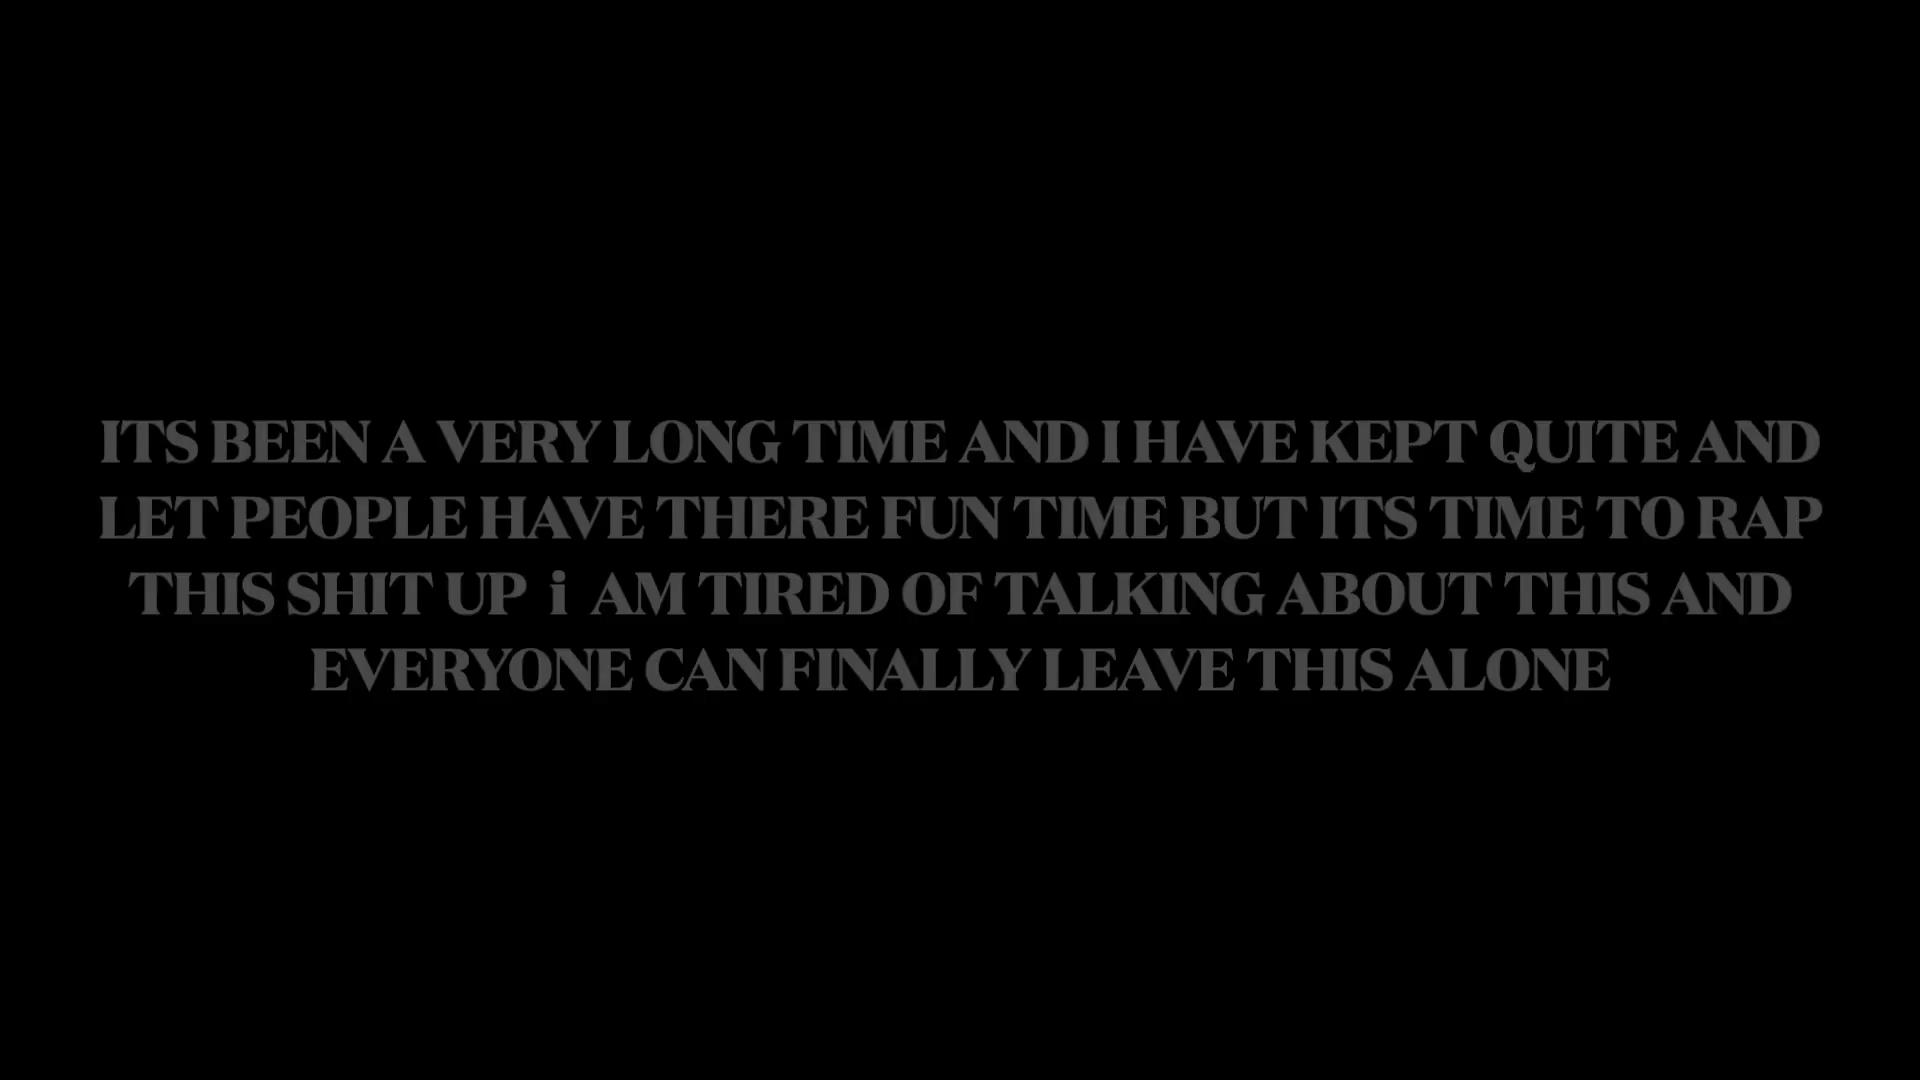 ITS BEEN A VERY LONG TIME AND I HAVE KEPT QUITE AND
LET PEOPLE HAVE THERE FUN TIME BUT ITS TIME TO RAP
THIS SHIT UP i AM TIRED OF TALKING ABOUT THIS AND
EVERYONE CAN FINALLY LEAVE THIS ALONE